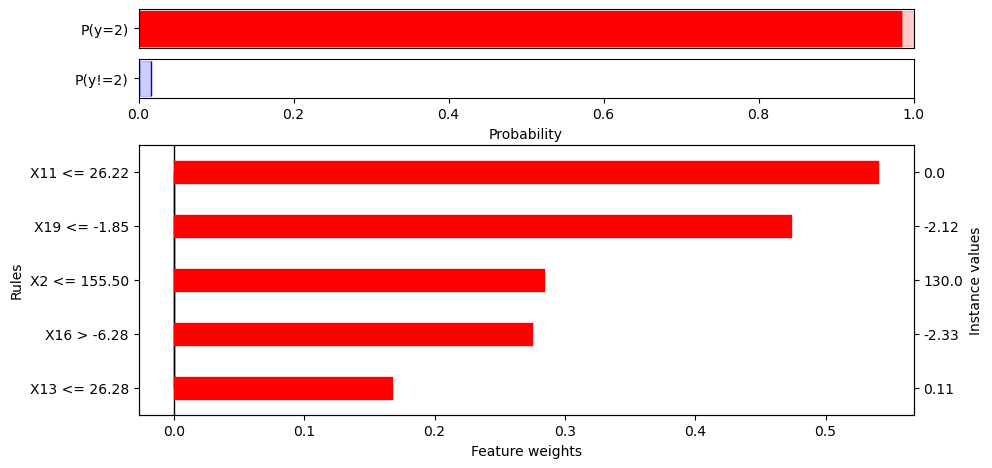 P(y=2)
P(y!=2)
0.0 0.2 0.4 0.6 0.8 1.0
Probability
X11 <= 26.22 0.0
X19 <= -1.85 -2.12
X2 <= 155.50 130.0
X16 > -6.28 -2.33
X13 <= 26.28 0.11
Rules
Instance values
0.0 0.1 0.2 0.3 0.4 0.5
Feature weights